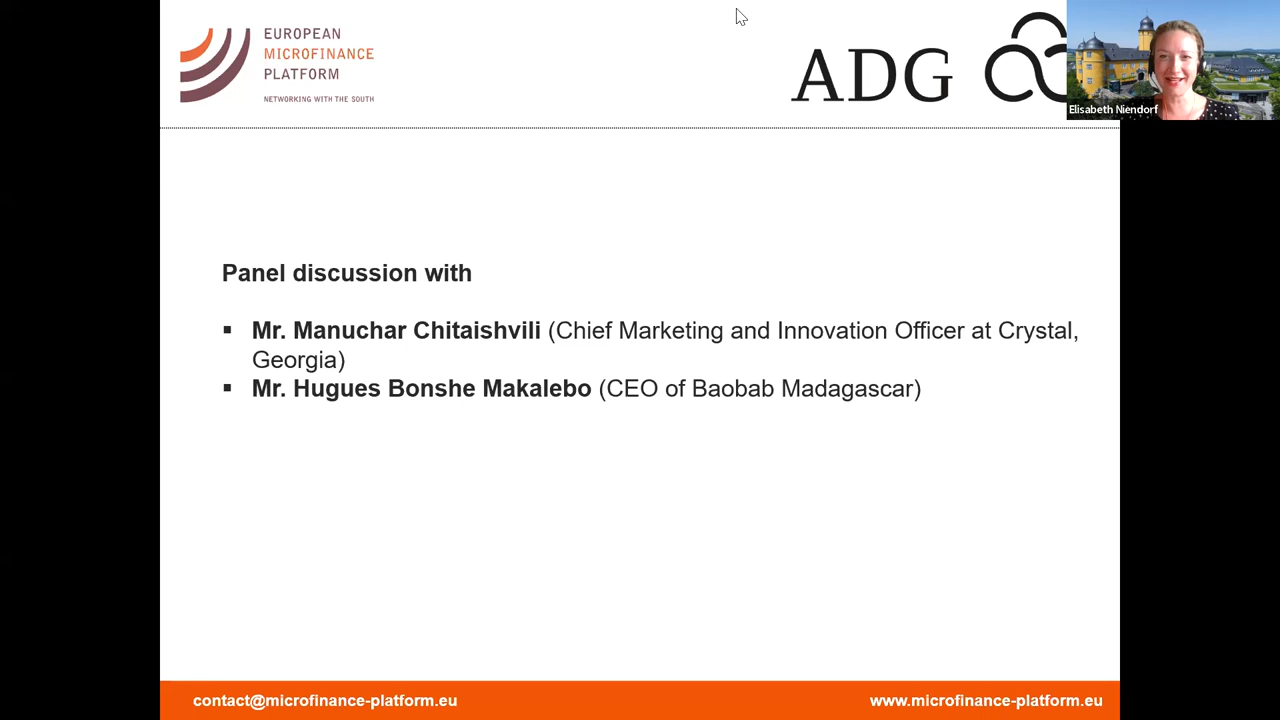 EUROPEAN
MICROFINANCE
PLATFORM
NETWORKING WITH THE SOUTH
ADG
Elisabeth Niendorf
Panel discussion with
▪ Mr. Manuchar Chitaishvili (Chief Marketing and Innovation Officer at Crystal,
Georgia)
▪ Mr. Hugues Bonshe Makalebo (CEO of Baobab Madagascar)
contact@microfinance-platform.eu
www.microfinance-platform.eu